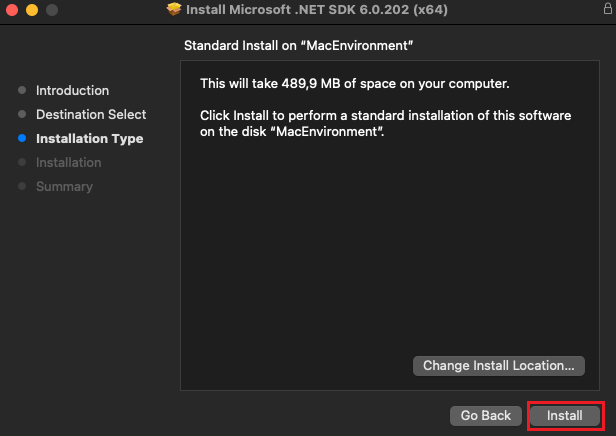 Install Microsoft .NET SDK 6.0.202 (x64)
Standard Install on “MacEnvironment”
Introduction
Destination Select
Installation Type
Installation
Summary
This will take 489,9 MB of space on your computer.
Click Install to perform a standard installation of this software
on the disk “MacEnvironment”.
Change Install Location...
Go Back
Install